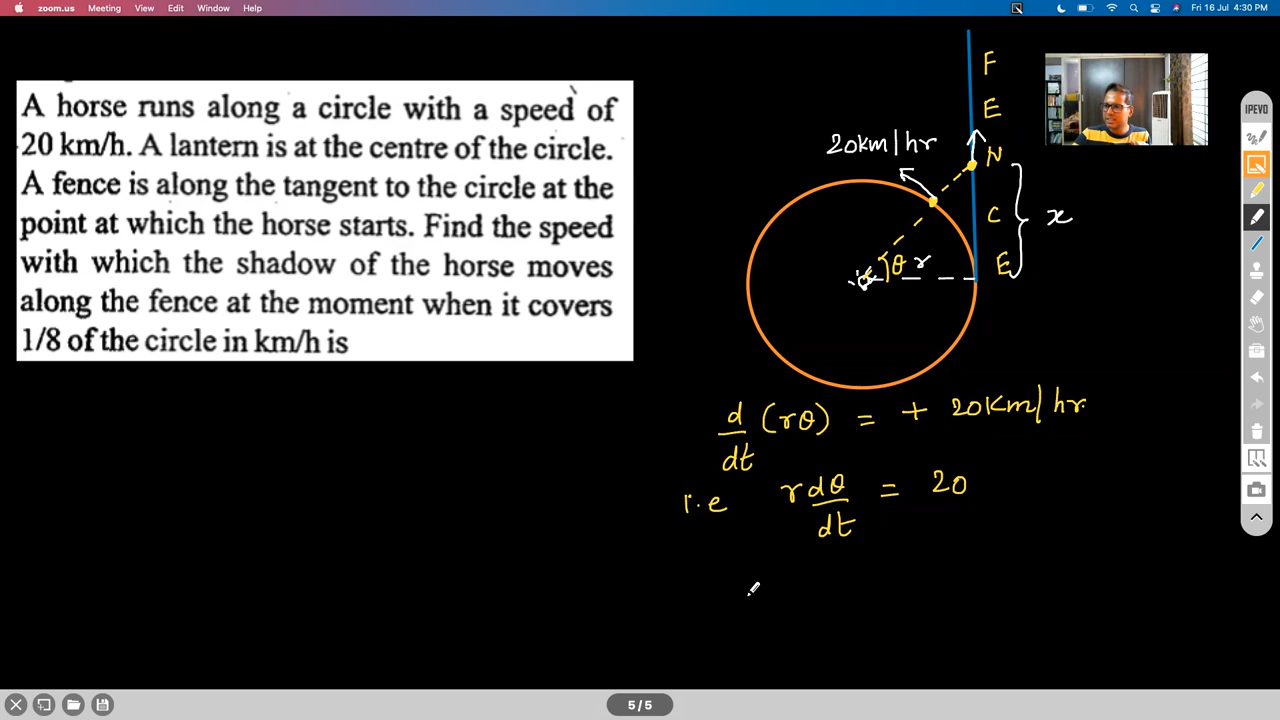 zoom.us Meeting View Edit Window Help Fri 16 Jul 4:30 PM
A horse runs along a circle with a speed of
20 km/h. A lantern is at the centre of the circle.
A fence is along the tangent to the circle at the
point at which the horse starts. Find the speed
with which the shadow of the horse moves
along the fence at the moment when it covers
1/8 of the circle in km/h is
F
E
N
C
E
20km/hr
x
θ r
d/dt (rθ) = + 20Km/hr.
i.e r dθ/dt = 20
IPEVO
5/5